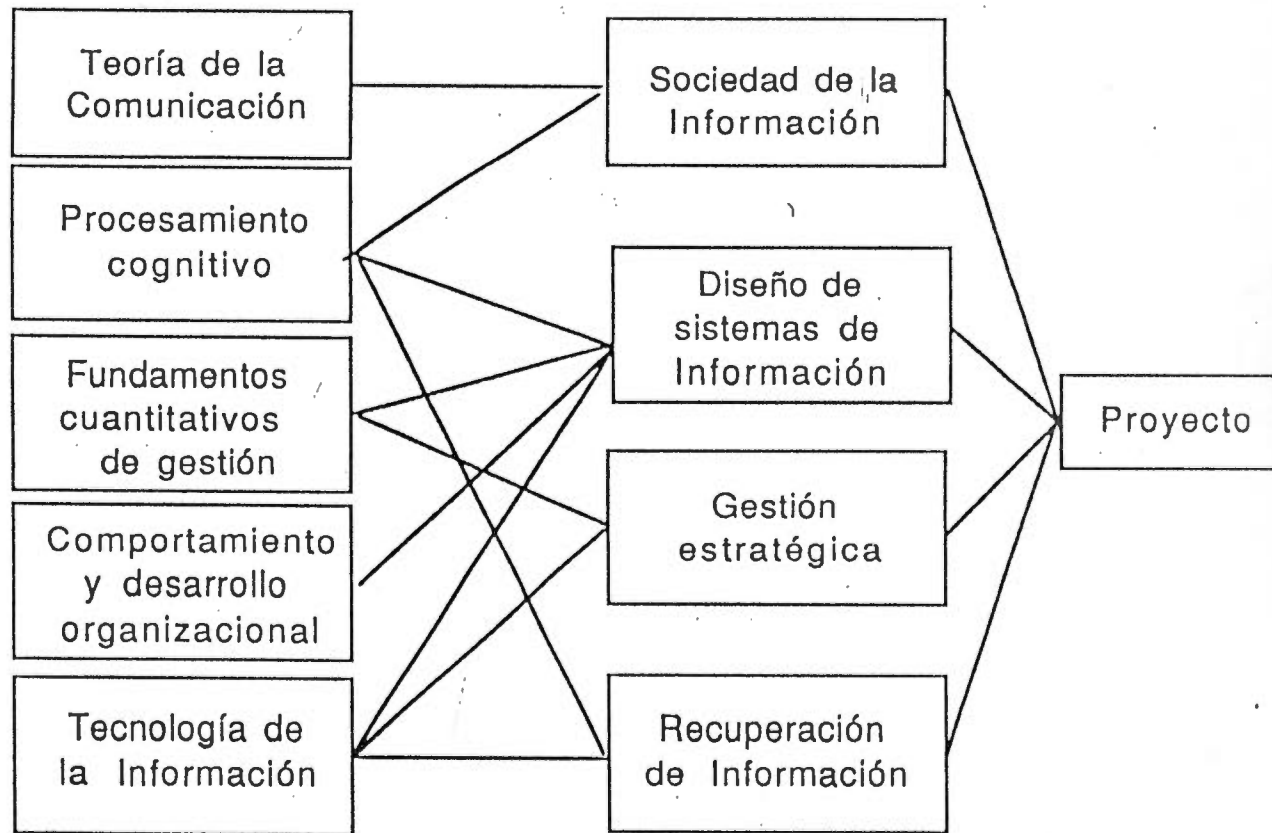 Teoría de la
Comunicación
Procesamiento
cognitivo
Fundamentos
cuantitativos
de gestión
Comportamiento
y desarrollo
organizacional
Tecnología de
la Información
Sociedad de la
Información
Diseño de
sistemas de
Información
Gestión
estratégica
Recuperación
de Información
Proyecto